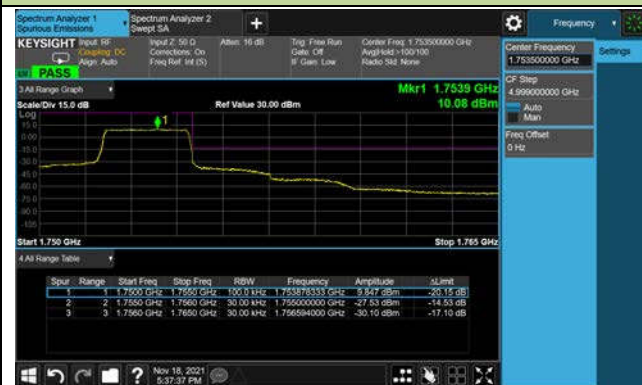 Spectrum Analyzer 1
Spurious Emissions
Spectrum Analyzer 2
Swept SA
+
Frequency
KEYSIGHT
Input: RF
Coupling: DC
Align: Auto
Input Z: 50 Ω
Corrections: On
Freq Ref: Int (S)
Atten: 16 dB
Trig: Free Run
Gate: Off
IF Gain: Low
Center Freq: 1.753500000 GHz
Avg|Hold:>100/100
Radio Std: None
PASS
3 All Range Graph
Scale/Div 15.0 dB
Ref Value 30.00 dBm
Mkr1 1.7539 GHz
10.08 dBm
Log
15.0
0.00
-15.0
-30.0
-45.0
-60.0
-75.0
-90.0
-105
1
Start 1.750 GHz
Stop 1.765 GHz
4 All Range Table
Spur Range Start Freq Stop Freq RBW Frequency Amplitude ΔLimit
1 1 1.7500 GHz 1.7550 GHz 100.0 kHz 1.753878333 GHz 9.847 dBm -20.15 dB
2 2 1.7550 GHz 1.7560 GHz 30.00 kHz 1.755000000 GHz -27.53 dBm -14.53 dB
3 3 1.7560 GHz 1.7650 GHz 30.00 kHz 1.756594000 GHz -30.10 dBm -17.10 dB
Center Frequency
1.753500000 GHz
Settings
CF Step
4.999000000 GHz
Auto
Man
Freq Offset
0 Hz
?
Nov 18, 2021
5:37:37 PM